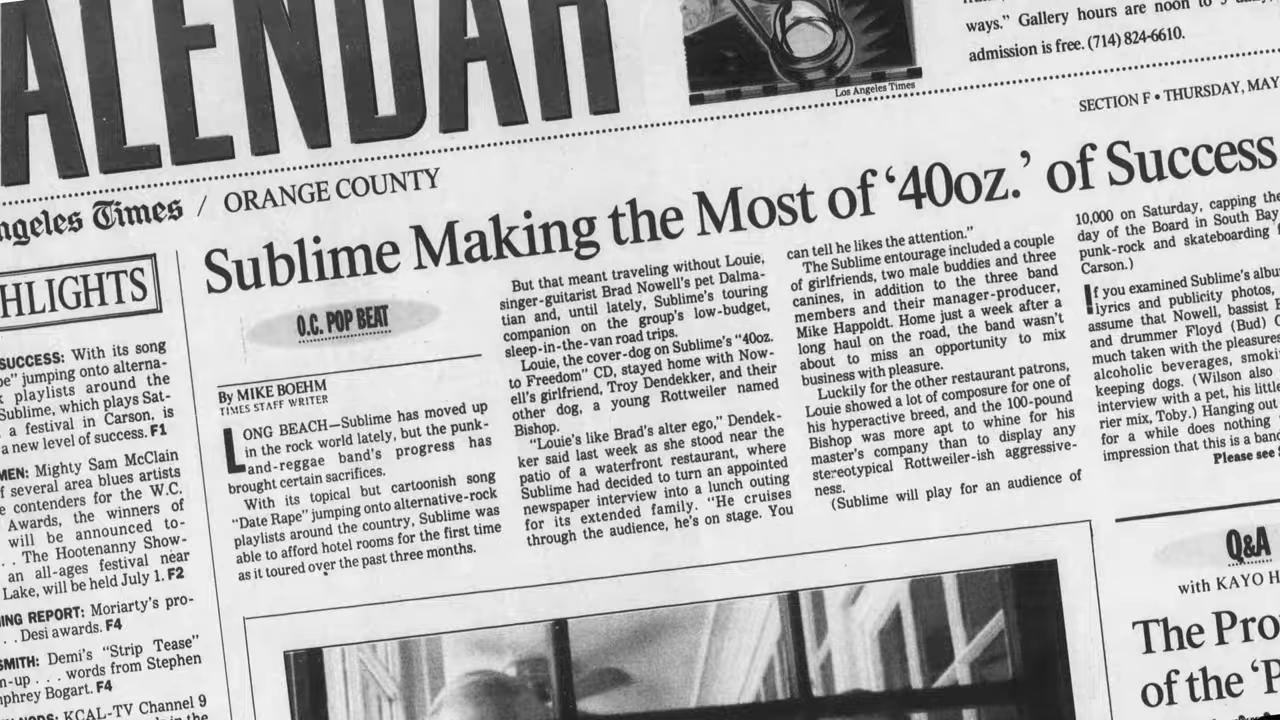 ALENDAR
Los Angeles Times
ways." Gallery hours are noon to 5
admission is free. (714) 824-6610.
SECTION F • THURSDAY, MAY
ngeles Times / ORANGE COUNTY
HLIGHTS
SUCCESS: With its song
pe" jumping onto alterna-
k playlists around the
Sublime, which plays Sat-
a festival in Carson, is
a new level of success. F1
MEN: Mighty Sam McClain
f several area blues artists
e contenders for the W.C.
Awards, the winners of
will be announced to-
. . The Hootenanny Show-
an all-ages festival near
Lake, will be held July 1. F2
ING REPORT: Moriarty's pro-
. . . Desi awards. F4
SMITH: Demi's "Strip Tease"
n-up . . . words from Stephen
mphrey Bogart. F4
KCAL-TV Channel 9
in the
Sublime Making the Most of '40oz.' of Success
O.C. POP BEAT
By MIKE BOEHM
TIMES STAFF WRITER
LONG BEACH—Sublime has moved up
in the rock world lately, but the punk-
and-reggae band's progress has
brought certain sacrifices.
With its topical but cartoonish song
"Date Rape" jumping onto alternative-rock
playlists around the country, Sublime was
able to afford hotel rooms for the first time
as it toured over the past three months.
But that meant traveling without Louie,
singer-guitarist Brad Nowell's pet Dalma-
tian and, until lately, Sublime's touring
companion on the group's low-budget,
sleep-in-the-van road trips.
Louie, the cover-dog on Sublime's "40oz.
to Freedom" CD, stayed home with Now-
ell's girlfriend, Troy Dendekker, and their
other dog, a young Rottweiler named
Bishop.
"Louie's like Brad's alter ego," Dendek-
ker said last week as she stood near the
patio of a waterfront restaurant, where
Sublime had decided to turn an appointed
newspaper interview into a lunch outing
for its extended family. "He cruises
through the audience, he's on stage. You
can tell he likes the attention."
The Sublime entourage included a couple
of girlfriends, two male buddies and three
canines, in addition to the three band
members and their manager-producer,
Mike Happoldt. Home just a week after a
long haul on the road, the band wasn't
about to miss an opportunity to mix
business with pleasure.
Luckily for the other restaurant patrons,
Louie showed a lot of composure for one of
his hyperactive breed, and the 100-pound
Bishop was more apt to whine for his
master's company than to display any
stereotypical Rottweiler-ish aggressive-
ness.
(Sublime will play for an audience of
10,000 on Saturday, capping the
day of the Board in South Bay
punk-rock and skateboarding
Carson.)
If you examined Sublime's albu
lyrics and publicity photos,
assume that Nowell, bassist
and drummer Floyd (Bud)
much taken with the pleasures
alcoholic beverages, smokin
keeping dogs. (Wilson also
interview with a pet, his little
rier mix, Toby.) Hanging out
for a while does nothing
impression that this is a band
Please see
Q&A
with KAYO H
The Pro
of the 'P